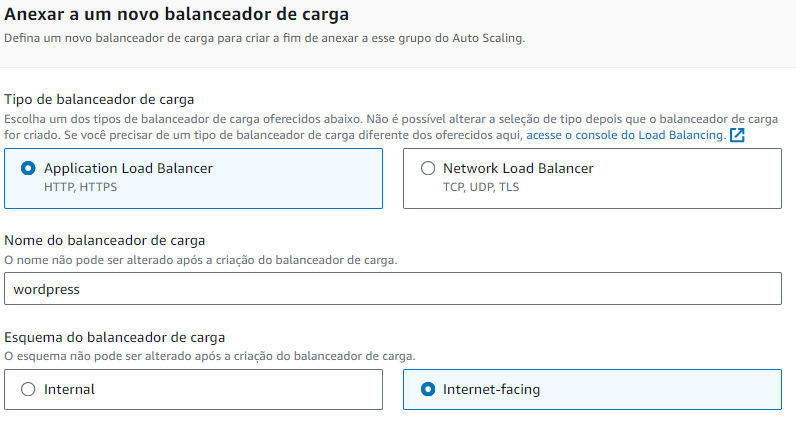 Anexar a um novo balanceador de carga
Defina um novo balanceador de carga para criar a fim de anexar a esse grupo do Auto Scaling.
Tipo de balanceador de carga
Escolha um dos tipos de balanceador de carga oferecidos abaixo. Não é possível alterar a seleção de tipo depois que o balanceador de carga
for criado. Se você precisar de um tipo de balanceador de carga diferente dos oferecidos aqui, acesse o console do Load Balancing.
Application Load Balancer
HTTP, HTTPS
Network Load Balancer
TCP, UDP, TLS
Nome do balanceador de carga
O nome não pode ser alterado após a criação do balanceador de carga.
wordpress
Esquema do balanceador de carga
O esquema não pode ser alterado após a criação do balanceador de carga.
Internal
Internet-facing